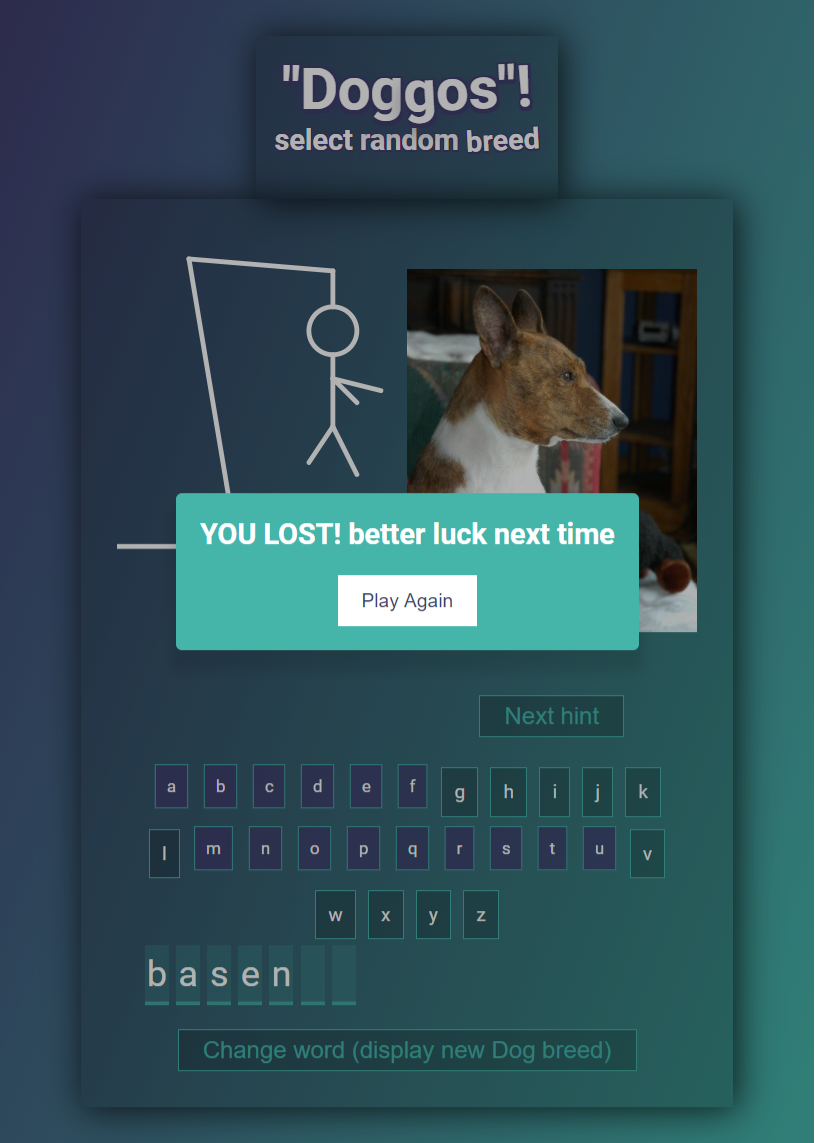 "Doggos"!
select random breed
YOU LOST! better luck next time
Play Again
Next hint
a b c d e f g h i j k
l m n o p q r s t u v
w x y z
b a s e n
Change word (display new Dog breed)